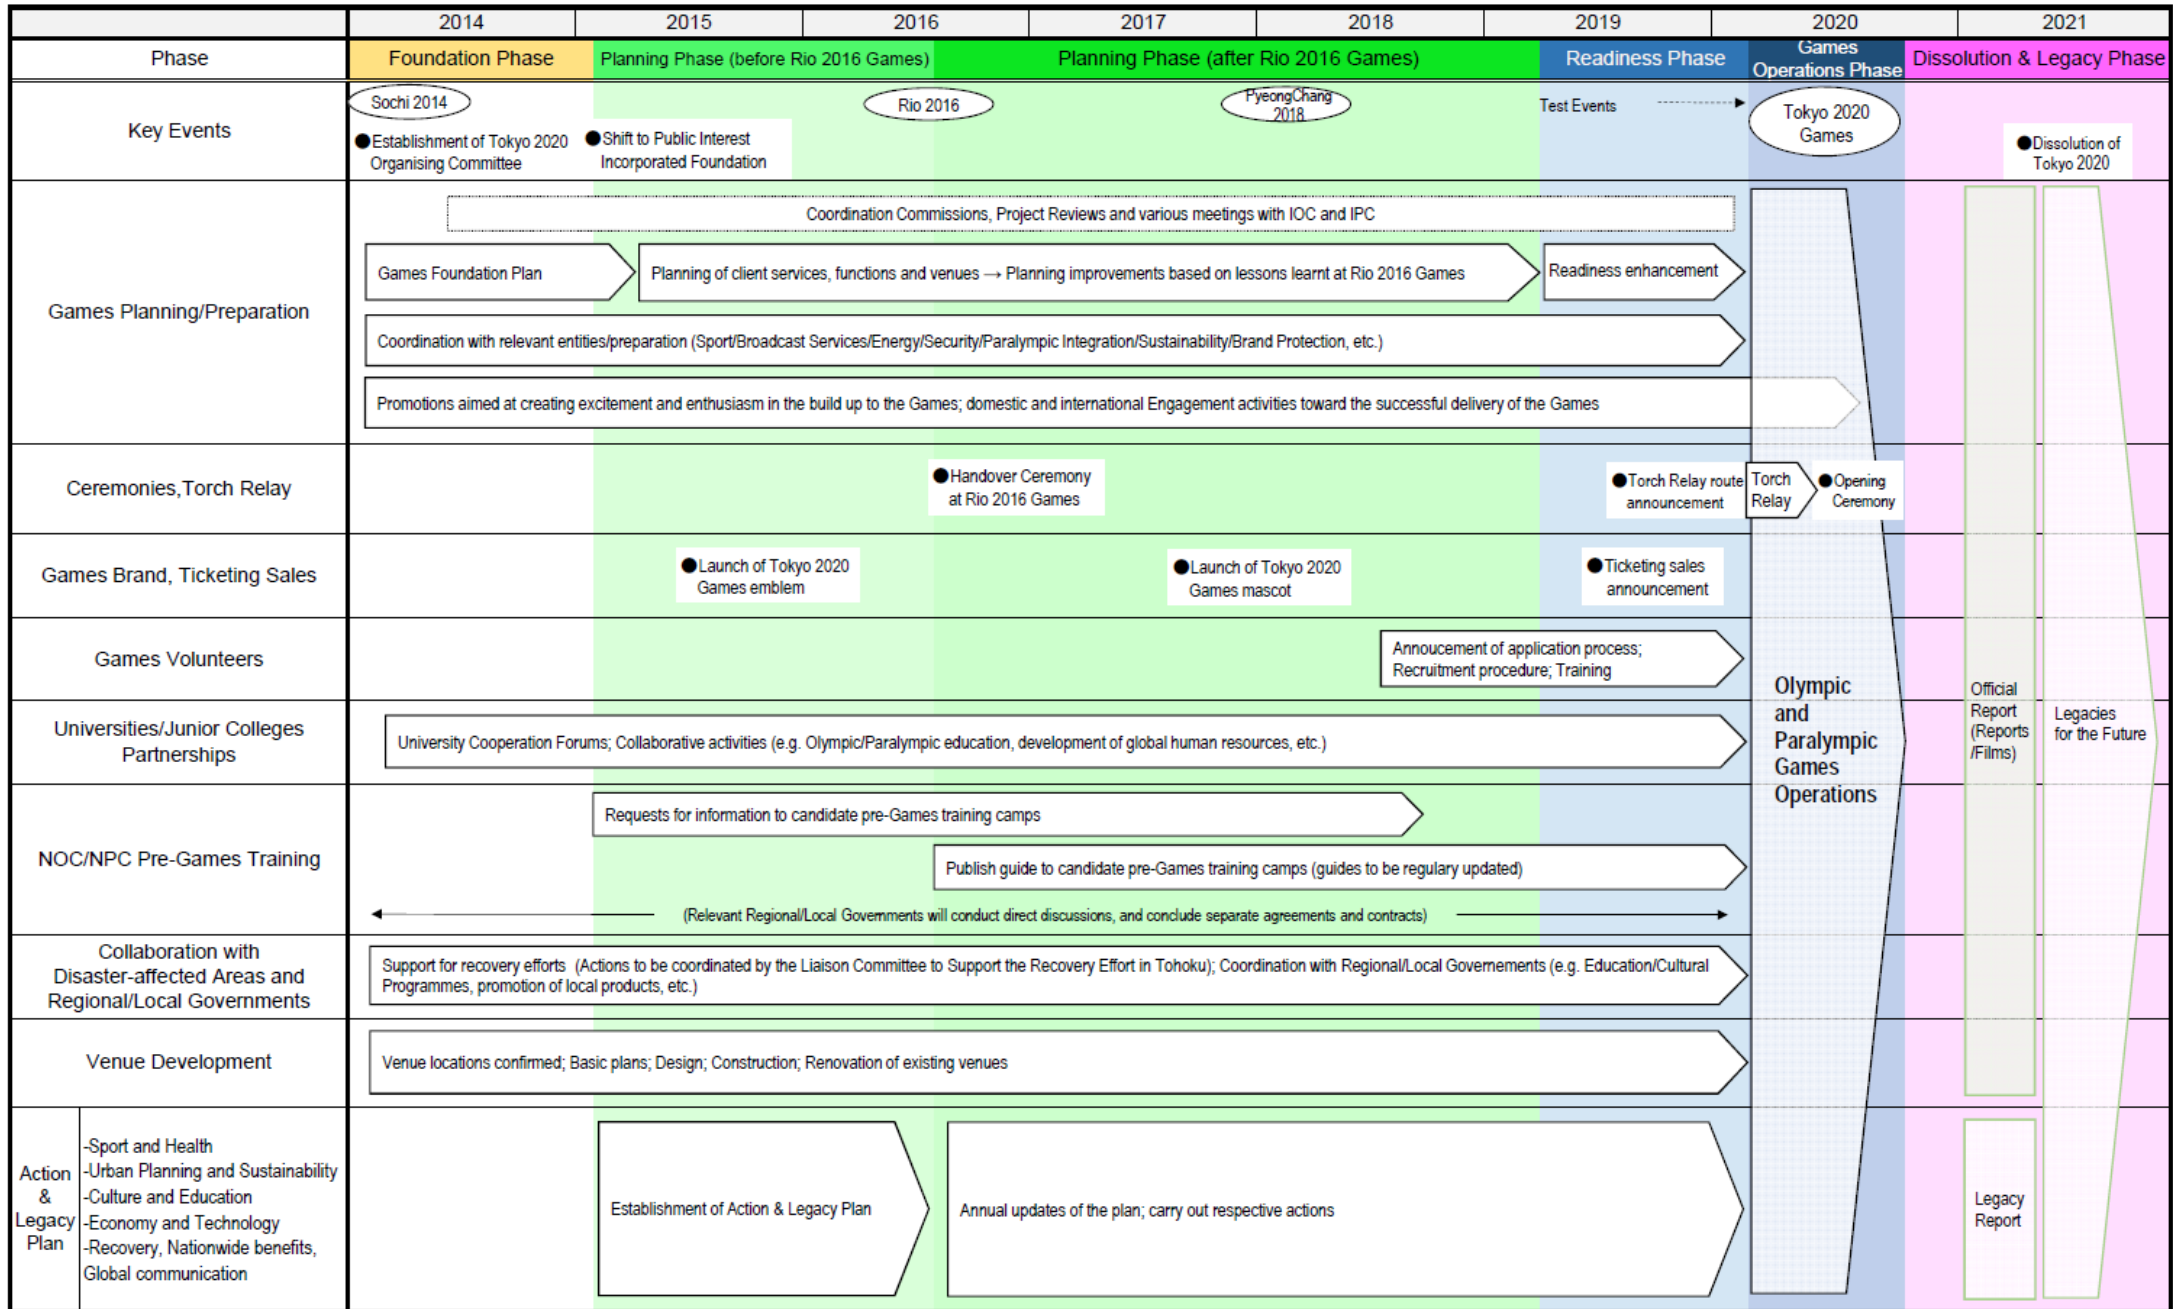 2014
2015
2016
2017
2018
2019
2020
2021
Phase
Foundation Phase
Planning Phase (before Rio 2016 Games)
Planning Phase (after Rio 2016 Games)
Readiness Phase
Games
Operations Phase
Dissolution & Legacy Phase
Key Events
Sochi 2014
●Establishment of Tokyo 2020
Organising Committee
●Shift to Public Interest
Incorporated Foundation
Rio 2016
PyeongChang
2018
Test Events
Tokyo 2020
Games
●Dissolution of
Tokyo 2020
Games Planning/Preparation
Coordination Commissions, Project Reviews and various meetings with IOC and IPC
Games Foundation Plan
Planning of client services, functions and venues → Planning improvements based on lessons learnt at Rio 2016 Games
Readiness enhancement
Coordination with relevant entities/preparation (Sport/Broadcast Services/Energy/Security/Paralympic Integration/Sustainability/Brand Protection, etc.)
Promotions aimed at creating excitement and enthusiasm in the build up to the Games; domestic and international Engagement activities toward the successful delivery of the Games
Ceremonies,Torch Relay
●Handover Ceremony
at Rio 2016 Games
●Torch Relay route
announcement
Torch
Relay
●Opening
Ceremony
Games Brand, Ticketing Sales
●Launch of Tokyo 2020
Games emblem
●Launch of Tokyo 2020
Games mascot
●Ticketing sales
announcement
Games Volunteers
Annoucement of application process;
Recruitment procedure; Training
Universities/Junior Colleges
Partnerships
University Cooperation Forums; Collaborative activities (e.g. Olympic/Paralympic education, development of global human resources, etc.)
Olympic
and
Paralympic
Games
Operations
Official
Report
(Reports
/Films)
Legacies
for the Future
NOC/NPC Pre-Games Training
Requests for information to candidate pre-Games training camps
Publish guide to candidate pre-Games training camps (guides to be regulary updated)
(Relevant Regional/Local Governments will conduct direct discussions, and conclude separate agreements and contracts)
Collaboration with
Disaster-affected Areas and
Regional/Local Governments
Support for recovery efforts (Actions to be coordinated by the Liaison Committee to Support the Recovery Effort in Tohoku); Coordination with Regional/Local Governements (e.g. Education/Cultural
Programmes, promotion of local products, etc.)
Venue Development
Venue locations confirmed; Basic plans; Design; Construction; Renovation of existing venues
Action
&
Legacy
Plan
-Sport and Health
-Urban Planning and Sustainability
-Culture and Education
-Economy and Technology
-Recovery, Nationwide benefits,
Global communication
Establishment of Action & Legacy Plan
Annual updates of the plan; carry out respective actions
Legacy
Report